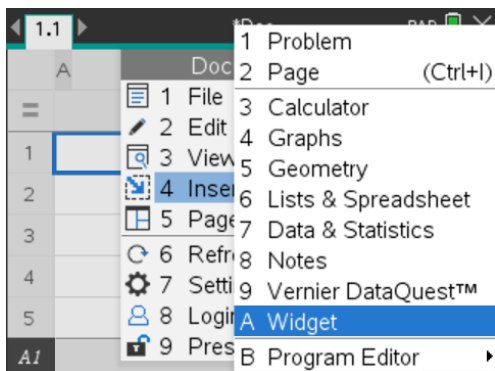 1.1
RAD
A
=
1
2
3
4
5
A1
Doc
1 File
2 Edit
3 View
4 Inser
5 Page
6 Refr
7 Setti
8 Login
9 Pres
1 Problem
2 Page (Ctrl+I)
3 Calculator
4 Graphs
5 Geometry
6 Lists & Spreadsheet
7 Data & Statistics
8 Notes
9 Vernier DataQuest™
A Widget
B Program Editor